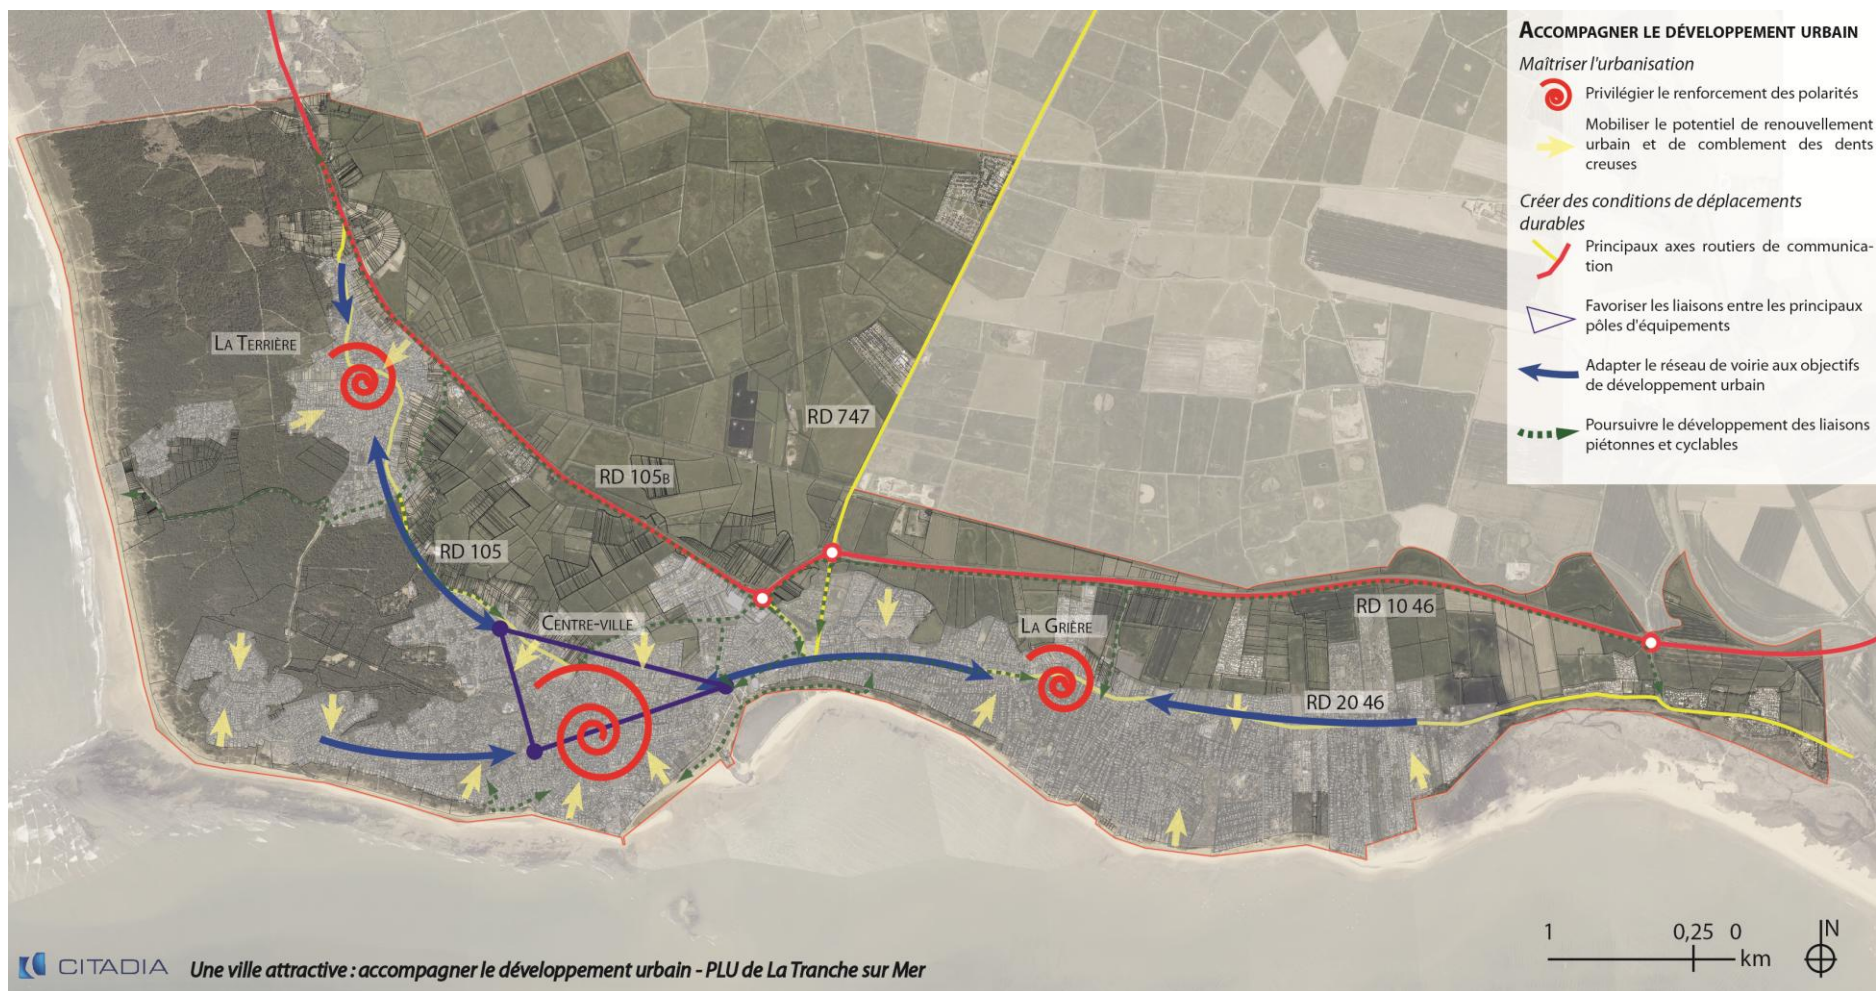 ACCOMPAGNER LE DÉVELOPPEMENT URBAIN
Maîtriser l'urbanisation
Privilégier le renforcement des polarités
Mobiliser le potentiel de renouvellement
urbain et de comblement des dents
creuses
Créer des conditions de déplacements
durables
Principaux axes routiers de communica-
tion
Favoriser les liaisons entre les principaux
pôles d'équipements
Adapter le réseau de voirie aux objectifs
de développement urbain
Poursuivre le développement des liaisons
piétonnes et cyclables
LA TERRIÈRE
RD 747
RD 105B
RD 105
CENTRE-VILLE
LA GRIÈRE
RD 10 46
RD 20 46
1 0,25 0
km
N
CITADIA
Une ville attractive : accompagner le développement urbain - PLU de La Tranche sur Mer